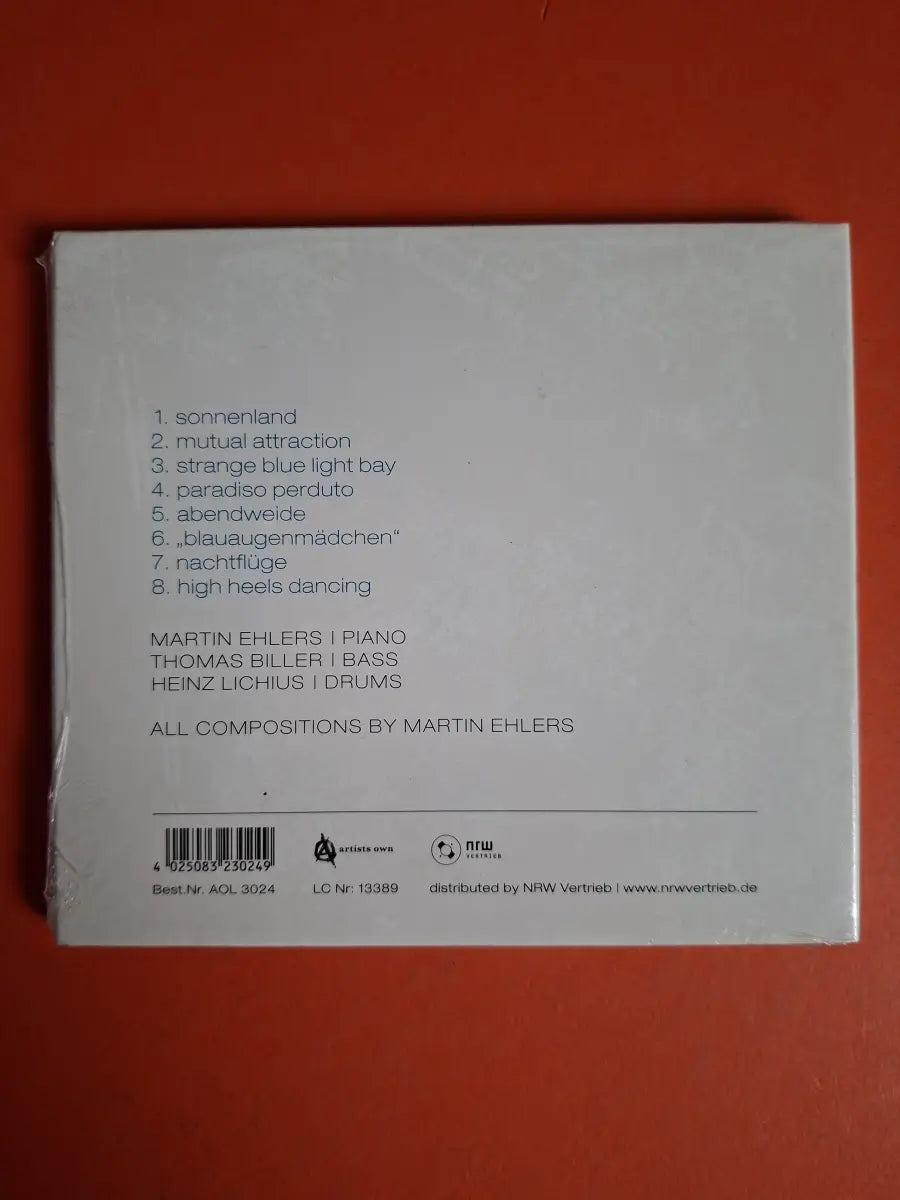 1. sonnenland
2. mutual attraction
3. strange blue light bay
4. paradiso perduto
5. abendweide
6. „blauaugenmädchen“
7. nachtflüge
8. high heels dancing
MARTIN EHLERS | PIANO
THOMAS BILLER | BASS
HEINZ LICHIUS | DRUMS
ALL COMPOSITIONS BY MARTIN EHLERS
4 025083 230249
artists own
nrw
VERTRIEB
Best.Nr. AOL 3024
LC Nr: 13389
distributed by NRW Vertrieb | www.nrwvertrieb.de